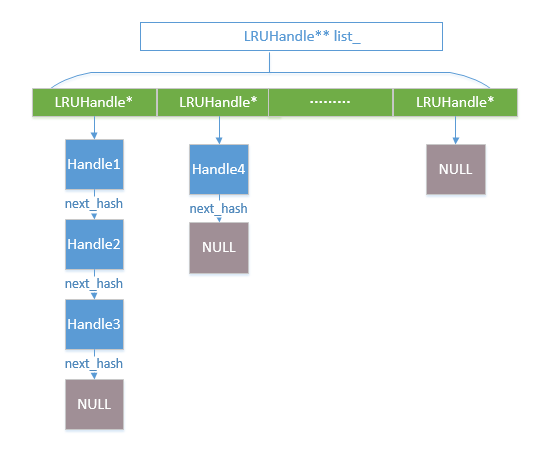 LRUHandle** list_
LRUHandle* LRUHandle* ········· LRUHandle*
Handle1 Handle4 NULL
next_hash next_hash
Handle2 NULL
next_hash
Handle3
next_hash
NULL